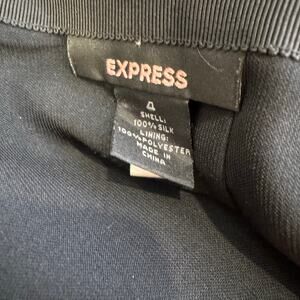 EXPRESS
4
SHELL:
100% SILK
LINING:
100% POLYESTER
MADE IN
CHINA